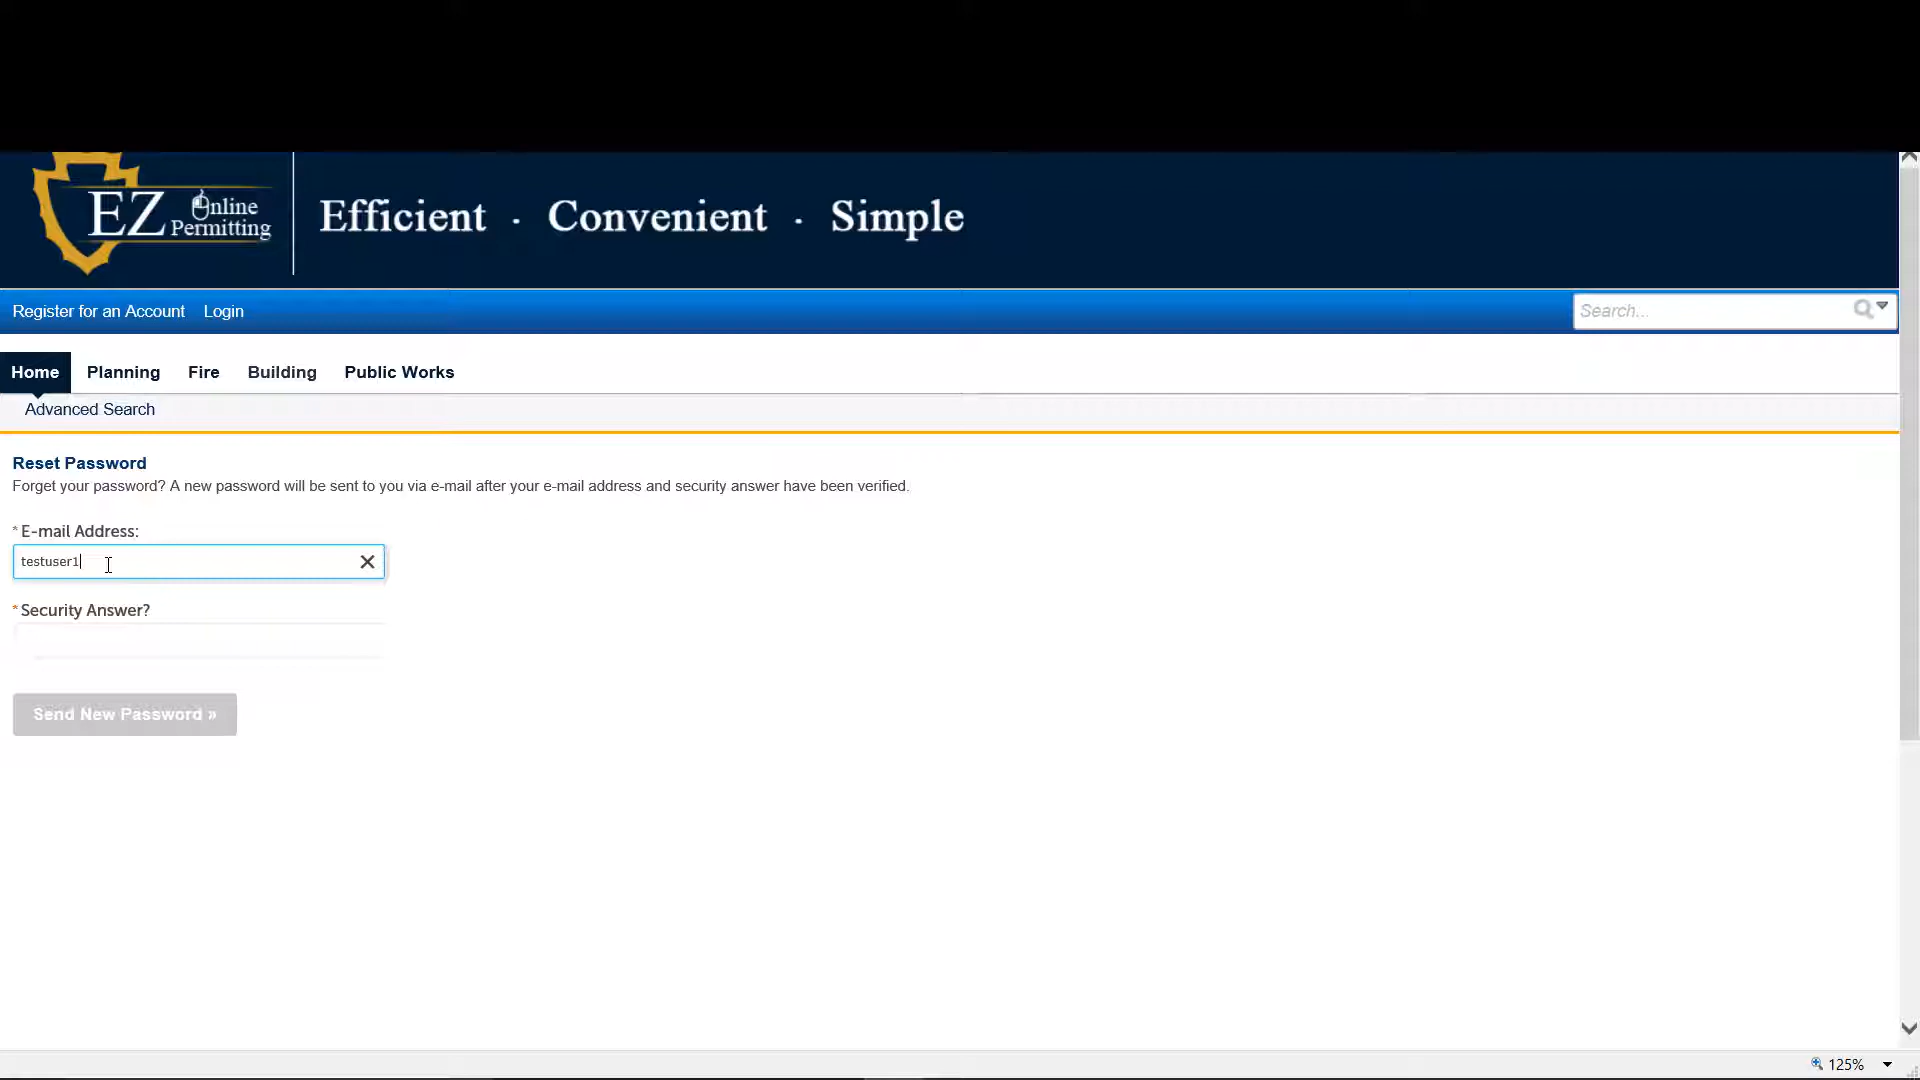 EZ Online
Permitting
Efficient · Convenient · Simple
Register for an Account Login
Search...
Home Planning Fire Building Public Works
Advanced Search
Reset Password
Forget your password? A new password will be sent to you via e-mail after your e-mail address and security answer have been verified.
* E-mail Address:
testuser1
* Security Answer?
Send New Password »
125%